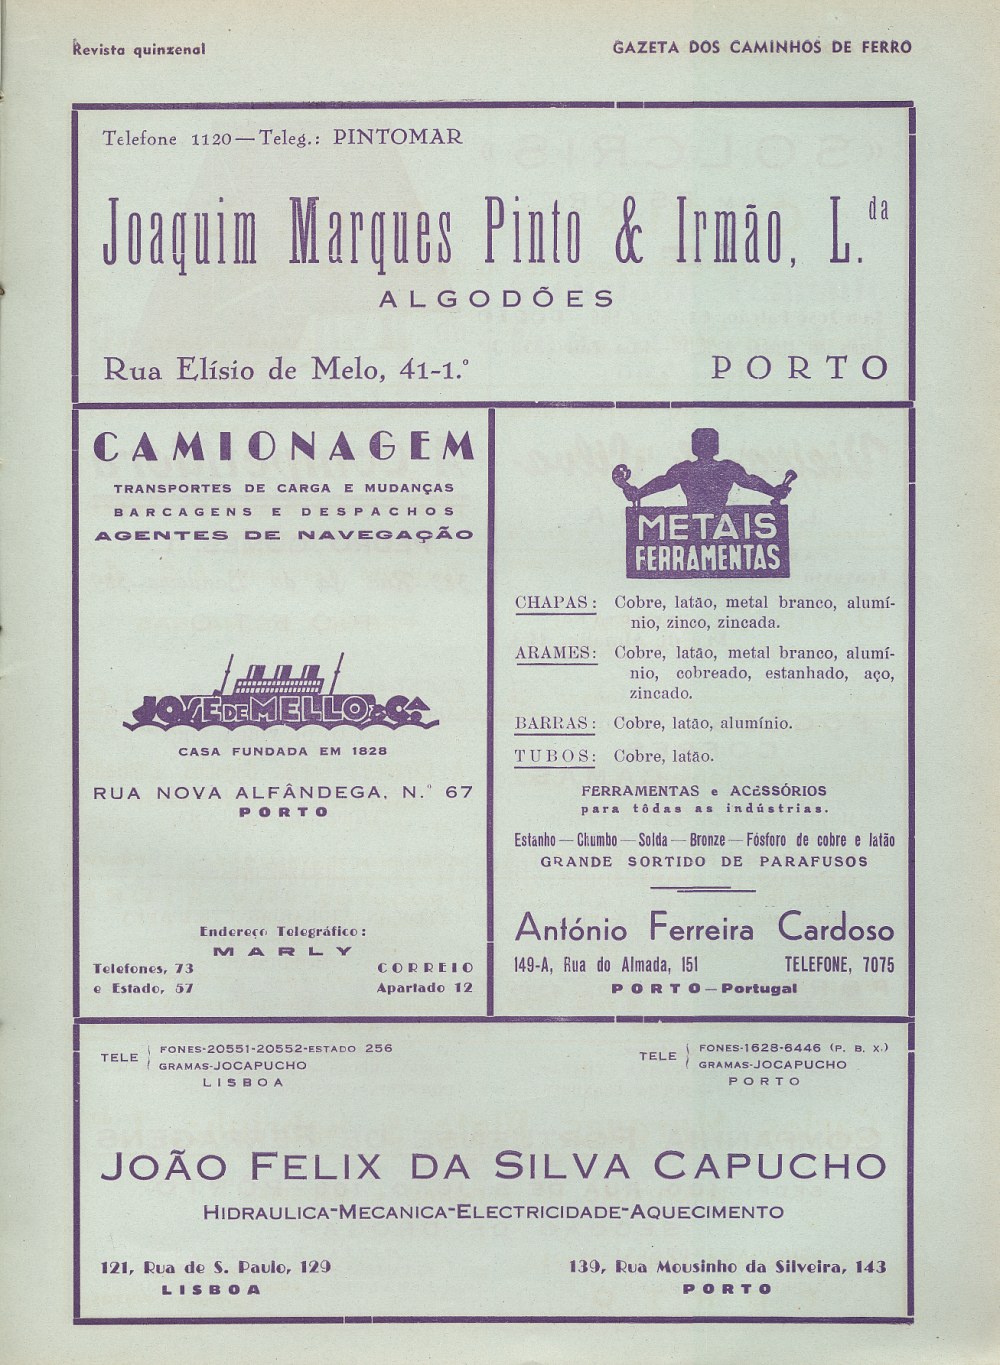 Revista quinzenal
GAZETA DOS CAMINHOS DE FERRO
Telefone 1120—Teleg.: PINTOMAR
Joaquim Marques Pinto & Irmão, L.da
ALGODÕES
Rua Elísio de Melo, 41-1.º
PORTO
CAMIONAGEM
TRANSPORTES DE CARGA E MUDANÇAS
BARCAGENS E DESPACHOS
AGENTES DE NAVEGAÇÃO
JOSÉ DE MELLO & CA
CASA FUNDADA EM 1828
RUA NOVA ALFÂNDEGA, N.º 67
PORTO
Endereço Telegráfico:
MARLY
Telefones, 73
e Estado, 57
CORREIO
Apartado 12
METAIS
FERRAMENTAS
CHAPAS: Cobre, latão, metal branco, alumí-
nio, zinco, zincada.
ARAMES: Cobre, latão, metal branco, alumí-
nio, cobreado, estanhado, aço,
zincado.
BARRAS: Cobre, latão, alumínio.
TUBOS: Cobre, latão.
FERRAMENTAS e ACESSÓRIOS
para tôdas as indústrias.
Estanho—Chumbo—Solda—Bronze—Fósforo de cobre e latão
GRANDE SORTIDO DE PARAFUSOS
António Ferreira Cardoso
149-A, Rua do Almada, 151
TELEFONE, 7075
PORTO—Portugal
TELE
FONES-20551-20552-ESTADO 256
GRAMAS-JOCAPUCHO
LISBOA
TELE
FONES-1628-6446 (P. B. X.)
GRAMAS-JOCAPUCHO
PORTO
JOÃO FELIX DA SILVA CAPUCHO
HIDRAULICA-MECANICA-ELECTRICIDADE-AQUECIMENTO
121, Rua de S. Paulo, 129
LISBOA
139, Rua Mousinho da Silveira, 143
PORTO